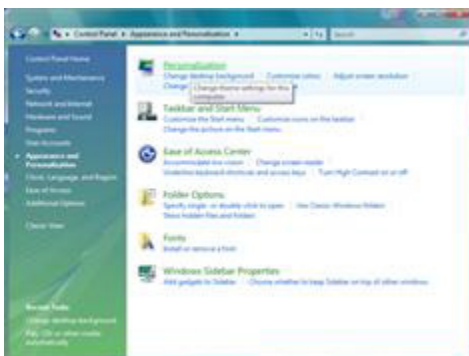 Control Panel ▸ Appearance and Personalization ▸
Search
Control Panel Home
System and Maintenance
Security
Network and Internet
Hardware and Sound
Programs
User Accounts
Appearance and
Personalization
Clock, Language, and Region
Ease of Access
Additional Options
Classic View
Recent Tasks
Change desktop background
Play CDs or other media
automatically
Personalization
Change desktop background Customize colors Adjust screen resolution
Change
Change theme settings for this
computer.
Taskbar and Start Menu
Customize the Start menu Customize icons on the taskbar
Change the picture on the Start menu
Ease of Access Center
Accommodate low vision Change screen reader
Underline keyboard shortcuts and access keys Turn High Contrast on or off
Folder Options
Specify single- or double-click to open Use Classic Windows folders
Show hidden files and folders
Fonts
Install or remove a font
Windows Sidebar Properties
Add gadgets to Sidebar Choose whether to keep Sidebar on top of other windows